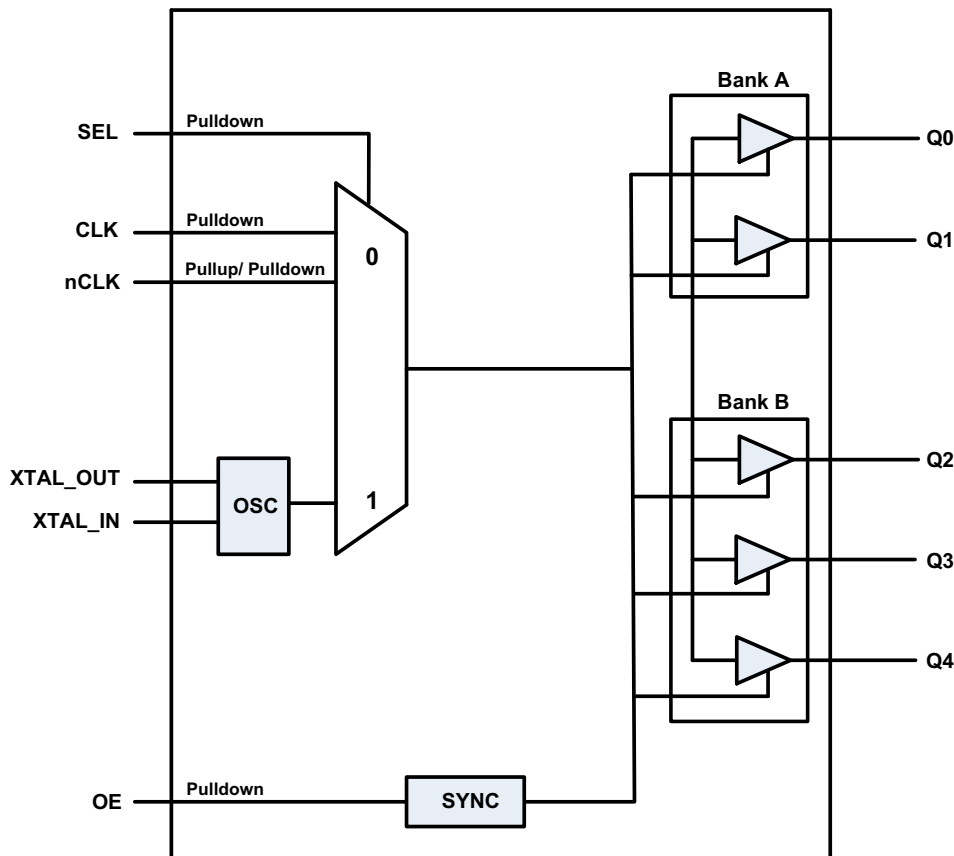 Bank A
SEL
Pulldown
Q0
CLK
Pulldown
0
Q1
nCLK
Pullup/ Pulldown
Bank B
XTAL_OUT
Q2
OSC
1
XTAL_IN
Q3
Q4
OE
Pulldown
SYNC